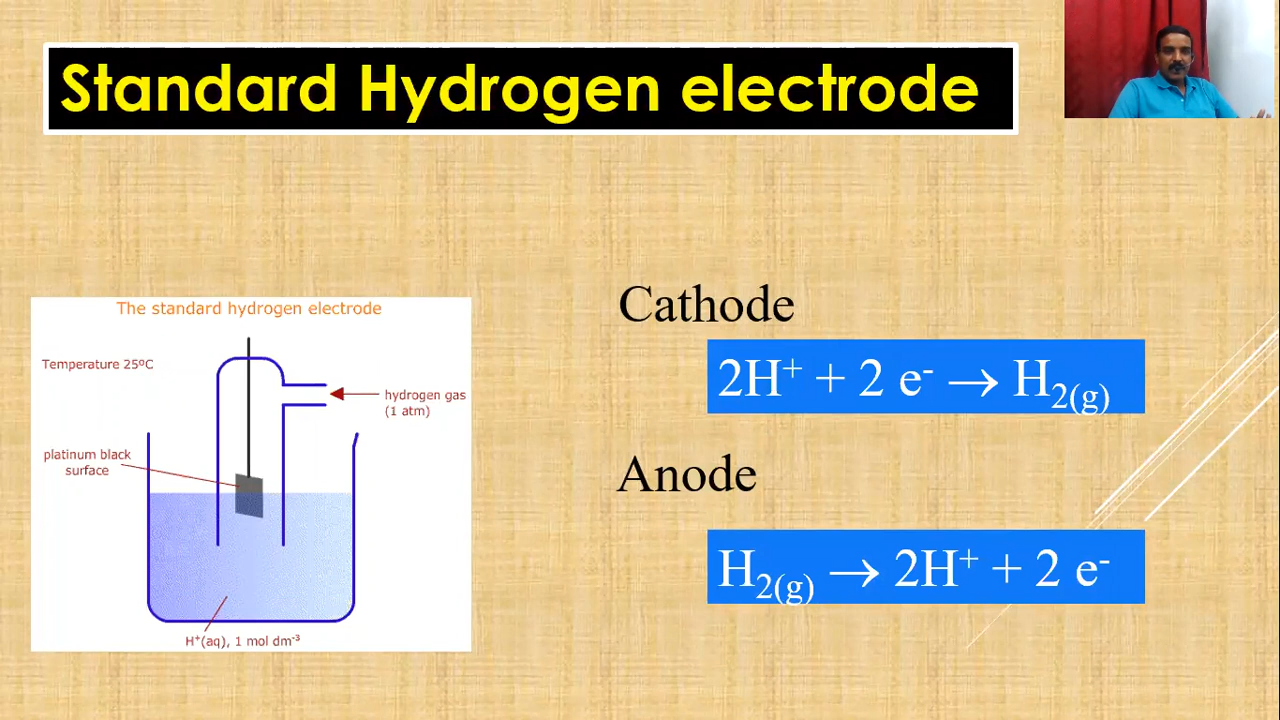 Standard Hydrogen electrode
The standard hydrogen electrode
Temperature 25ºC
hydrogen gas
(1 atm)
platinum black
surface
H⁺(aq), 1 mol dm⁻³
Cathode
2H⁺ + 2 e⁻ → H₂₍g₎
Anode
H₂₍g₎ → 2H⁺ + 2 e⁻